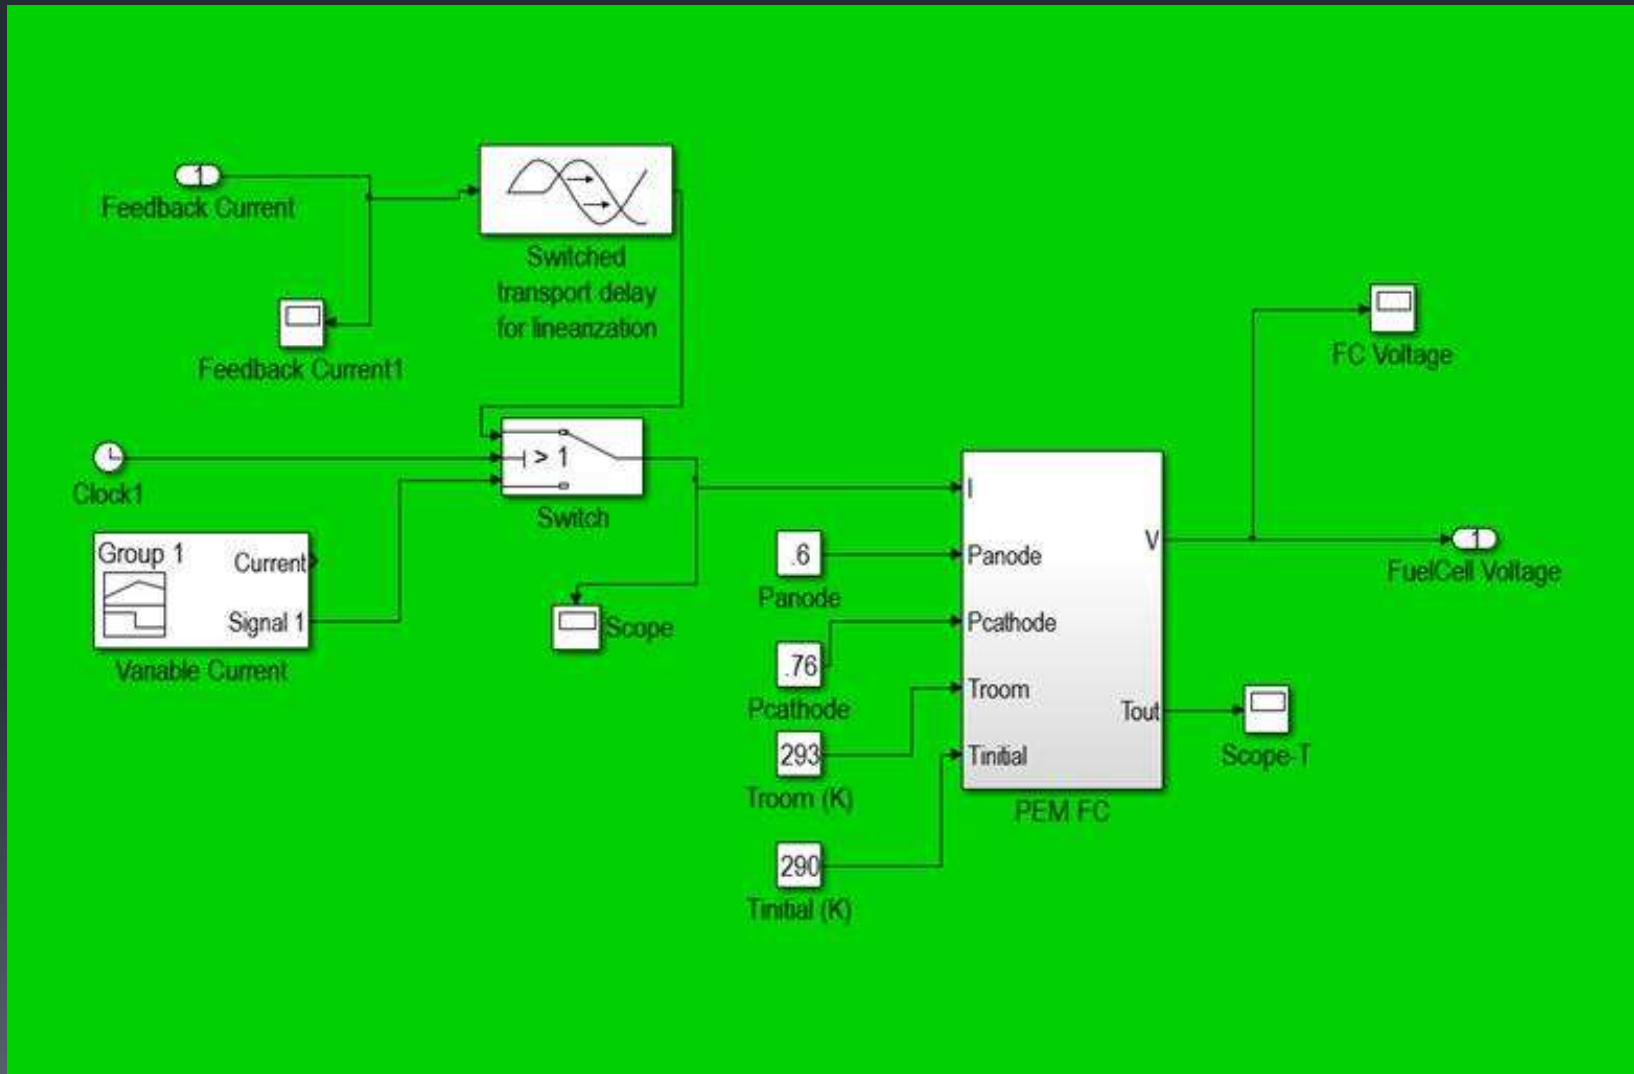 1
Feedback Current
Switched
transport delay
for linearization
Feedback Current1
FC Voltage
Clock1
> 1
Switch
Group 1
Current
Signal 1
Variable Current
Scope
.6
Panode
.76
Pcathode
293
Troom (K)
290
Tinitial (K)
I
Panode
Pcathode
Troom
Tinitial
V
Tout
PEM FC
1
FuelCell Voltage
Scope-T